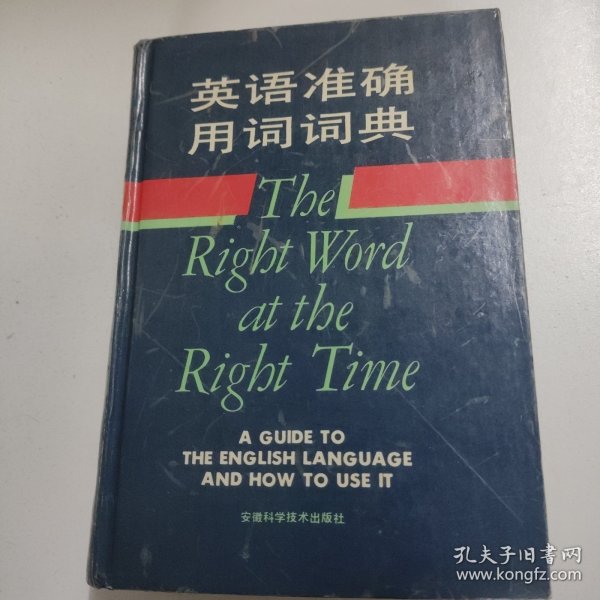 英语准确
用词词典
The
Right Word
at the
Right Time
A GUIDE TO
THE ENGLISH LANGUAGE
AND HOW TO USE IT
安徽科学技术出版社
孔夫子旧书网
www.kongfz.com